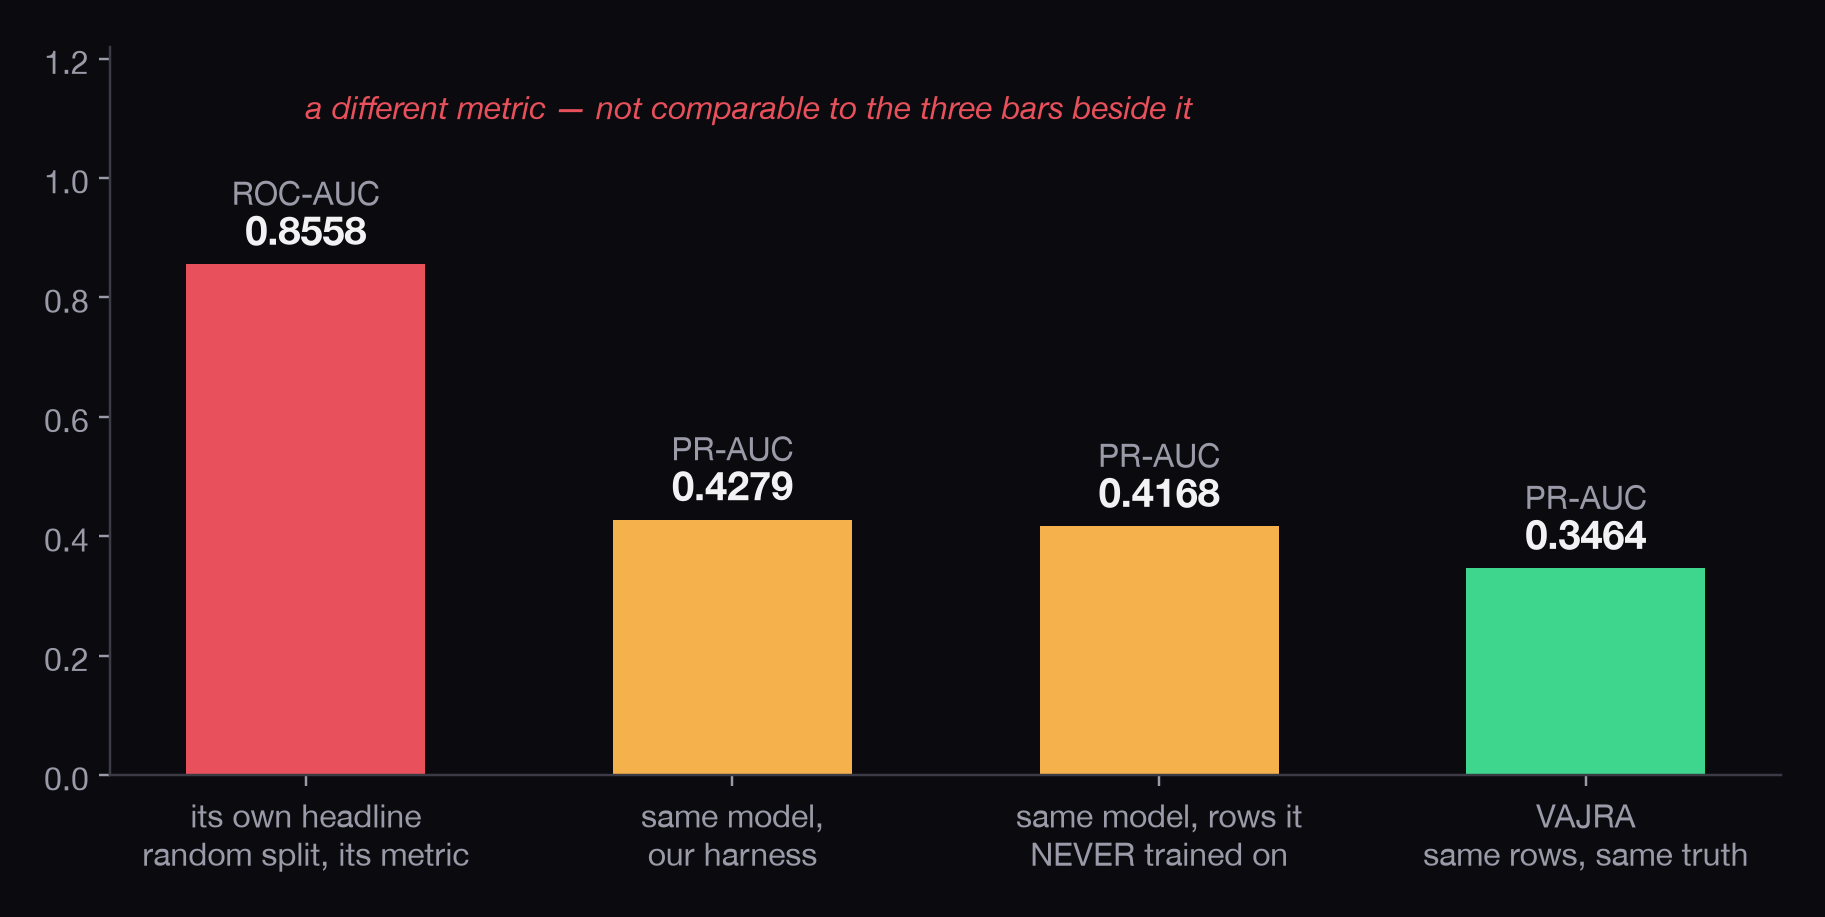 1.2
a different metric — not comparable to the three bars beside it
1.0
ROC-AUC
0.8558
0.8
0.6
PR-AUC
0.4279
PR-AUC
0.4168
PR-AUC
0.3464
0.4
0.2
0.0
its own headline
random split, its metric
same model,
our harness
same model, rows it
NEVER trained on
VAJRA
same rows, same truth